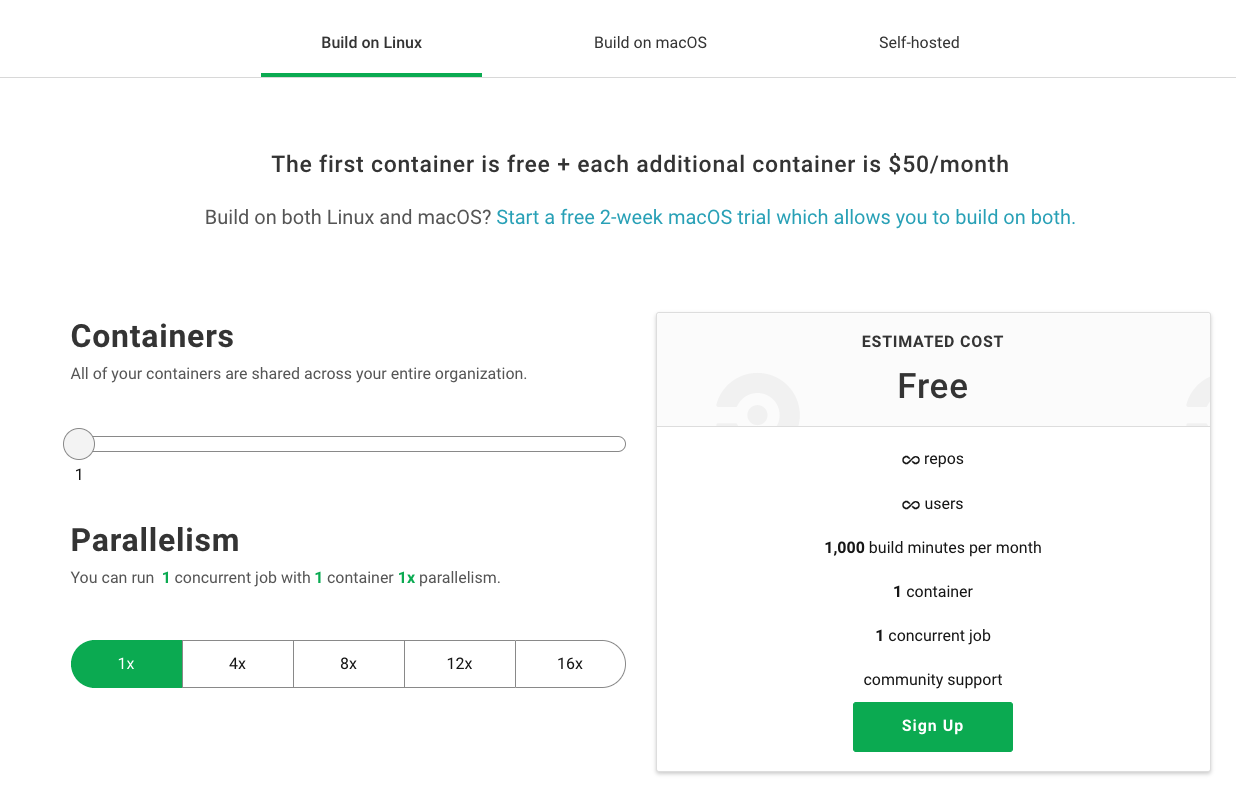 Build on Linux
Build on macOS
Self-hosted
The first container is free + each additional container is $50/month
Build on both Linux and macOS? Start a free 2-week macOS trial which allows you to build on both.
Containers
All of your containers are shared across your entire organization.
1
Parallelism
You can run 1 concurrent job with 1 container 1x parallelism.
1x
4x
8x
12x
16x
ESTIMATED COST
Free
∞ repos
∞ users
1,000 build minutes per month
1 container
1 concurrent job
community support
Sign Up